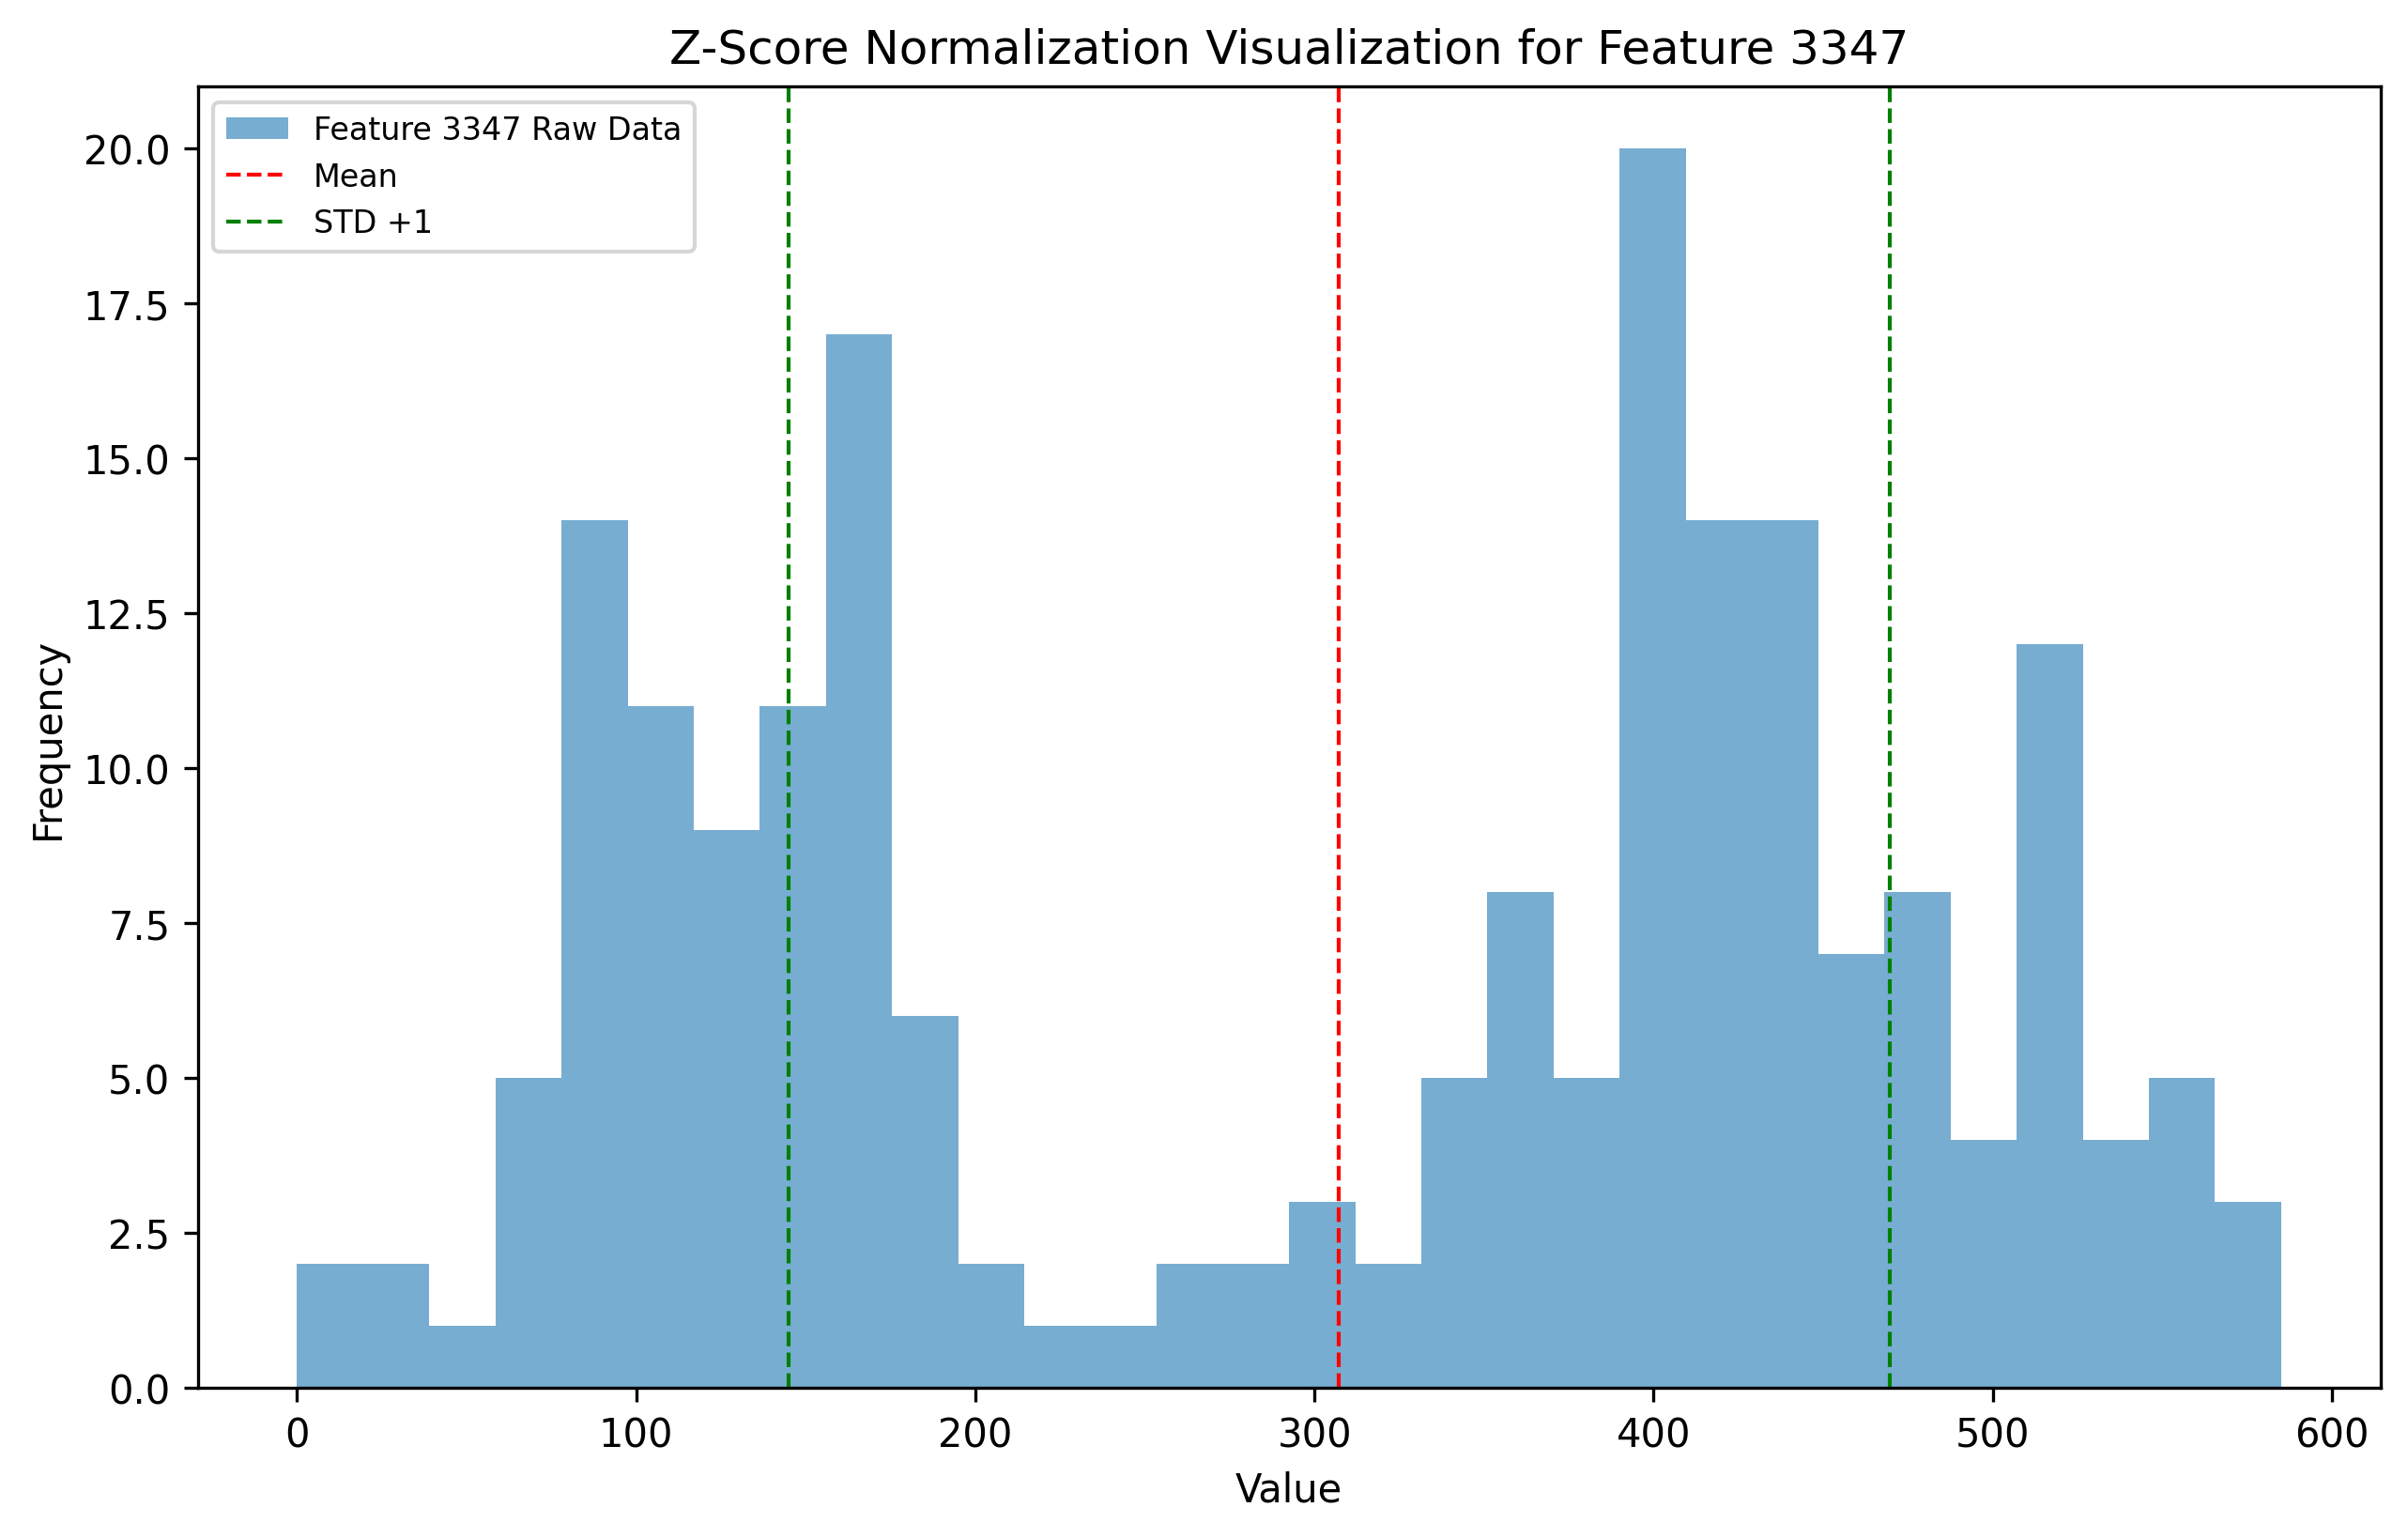 Z-Score Normalization Visualization for Feature 3347
Feature 3347 Raw Data
Mean
STD +1
20.0
17.5
15.0
12.5
10.0
7.5
5.0
2.5
0.0
Frequency
0 100 200 300 400 500 600
Value